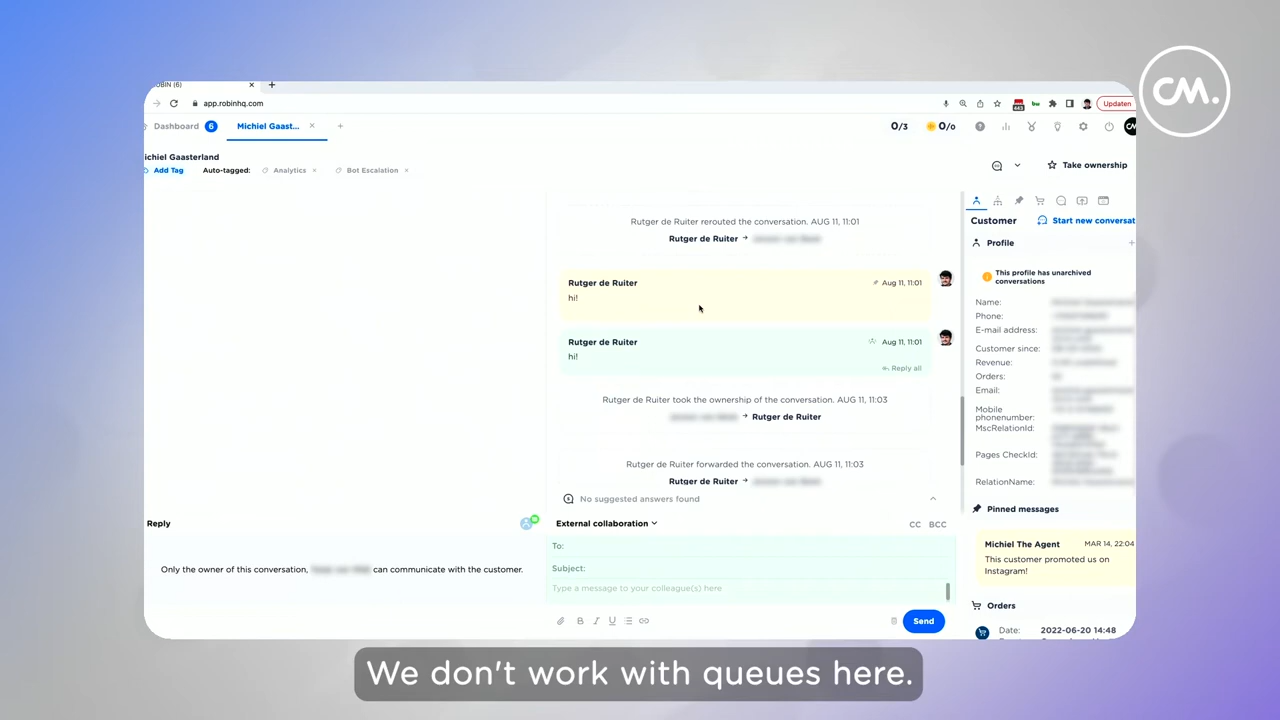 CM.
ROBIN (6)
app.robinhq.com
Updaten
Dashboard 6
Michiel Gaast...
0/3
0/0
CM
ichiel Gaasterland
Add Tag
Auto-tagged:
Analytics
Bot Escalation
Take ownership
Rutger de Ruiter rerouted the conversation. AUG 11, 11:01
Rutger de Ruiter →
Rutger de Ruiter
Aug 11, 11:01
hi!
Rutger de Ruiter
Aug 11, 11:01
hi!
Reply all
Rutger de Ruiter took the ownership of the conversation. AUG 11, 11:03
→ Rutger de Ruiter
Rutger de Ruiter forwarded the conversation. AUG 11, 11:03
Rutger de Ruiter →
No suggested answers found
Reply
Only the owner of this conversation, can communicate with the customer.
External collaboration
CC BCC
To:
Subject:
Type a message to your colleague(s) here
B I U
Send
Customer
Start new conversat
Profile
This profile has unarchived
conversations
Name:
Phone:
E-mail address:
Customer since:
Revenue:
Orders:
Email:
Mobile
phonenumber:
MscRelationId:
Pages CheckId:
RelationName:
Pinned messages
Michiel The Agent
MAR 14, 22:04
This customer promoted us on
Instagram!
Orders
Date:
2022-06-20 14:48
We don't work with queues here.